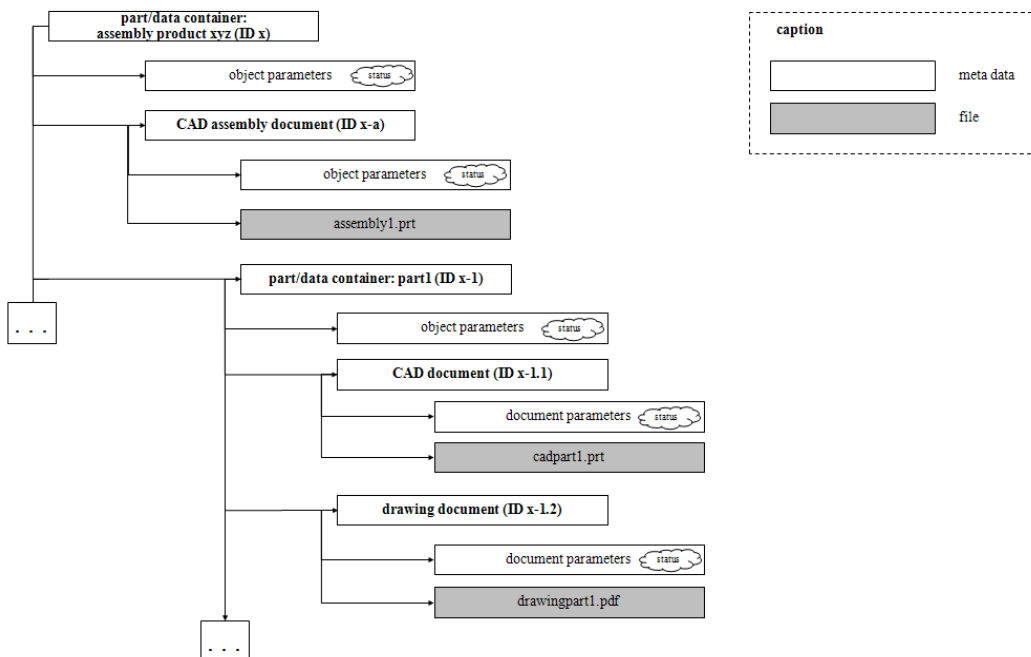 part/data container:
assembly product xyz (ID x)
object parameters status
CAD assembly document (ID x-a)
object parameters status
assembly1.prt
part/data container: part1 (ID x-1)
. . .
object parameters status
CAD document (ID x-1.1)
document parameters status
cadpart1.prt
drawing document (ID x-1.2)
document parameters status
drawingpart1.pdf
. . .
caption
meta data
file